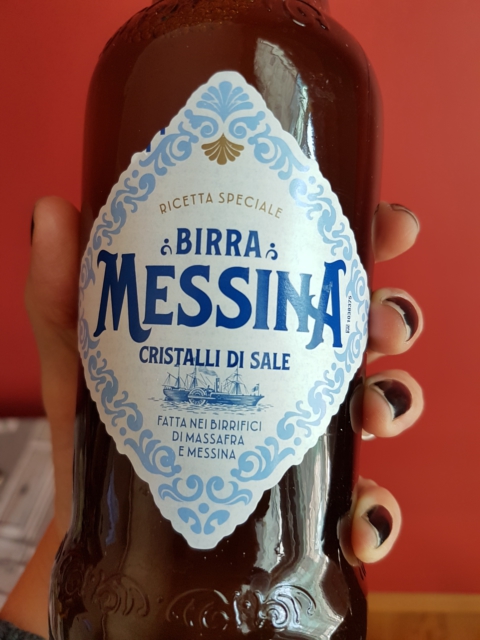 RICETTA SPECIALE
BIRRA
MESSINA
CRISTALLI DI SALE
FATTA NEI BIRRIFICI
DI MASSAFRA
E MESSINA